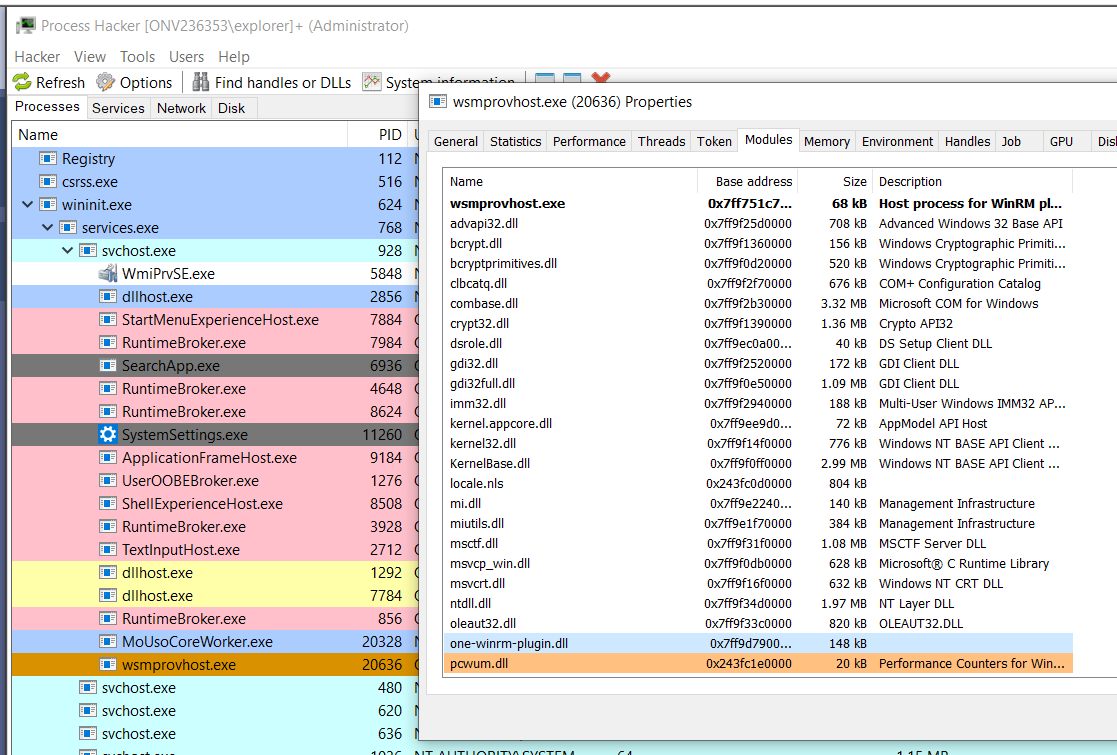 Process Hacker [ONV236353\explorer]+ (Administrator)
Hacker View Tools Users Help
Refresh Options Find handles or DLLs System information
Processes Services Network Disk
Name PID
Registry 112
csrss.exe 516
wininit.exe 624
services.exe 768
svchost.exe 928
WmiPrvSE.exe 5848
dllhost.exe 2856
StartMenuExperienceHost.exe 7884
RuntimeBroker.exe 7984
SearchApp.exe 6936
RuntimeBroker.exe 4648
RuntimeBroker.exe 8624
SystemSettings.exe 11260
ApplicationFrameHost.exe 9184
UserOOBEBroker.exe 1276
ShellExperienceHost.exe 8508
RuntimeBroker.exe 3928
TextInputHost.exe 2712
dllhost.exe 1292
dllhost.exe 7784
RuntimeBroker.exe 856
MoUsoCoreWorker.exe 20328
wsmprovhost.exe 20636
svchost.exe 480
svchost.exe 620
svchost.exe 636
wsmprovhost.exe (20636) Properties
General Statistics Performance Threads Token Modules Memory Environment Handles Job GPU
Name Base address Size Description
wsmprovhost.exe 0x7ff751c7... 68 kB Host process for WinRM pl...
advapi32.dll 0x7ff9f25d0000 708 kB Advanced Windows 32 Base API
bcrypt.dll 0x7ff9f1360000 156 kB Windows Cryptographic Primiti...
bcryptprimitives.dll 0x7ff9f0d20000 520 kB Windows Cryptographic Primiti...
clbcatq.dll 0x7ff9f2f70000 676 kB COM+ Configuration Catalog
combase.dll 0x7ff9f2b30000 3.32 MB Microsoft COM for Windows
crypt32.dll 0x7ff9f1390000 1.36 MB Crypto API32
dsrole.dll 0x7ff9ec0a00... 40 kB DS Setup Client DLL
gdi32.dll 0x7ff9f2520000 172 kB GDI Client DLL
gdi32full.dll 0x7ff9f0e50000 1.09 MB GDI Client DLL
imm32.dll 0x7ff9f2940000 188 kB Multi-User Windows IMM32 AP...
kernel.appcore.dll 0x7ff9ee9d0... 72 kB AppModel API Host
kernel32.dll 0x7ff9f14f0000 776 kB Windows NT BASE API Client ...
KernelBase.dll 0x7ff9f0ff0000 2.99 MB Windows NT BASE API Client ...
locale.nls 0x243fc0d0000 804 kB
mi.dll 0x7ff9e2240... 140 kB Management Infrastructure
miutils.dll 0x7ff9e1f70000 384 kB Management Infrastructure
msctf.dll 0x7ff9f31f0000 1.08 MB MSCTF Server DLL
msvcp_win.dll 0x7ff9f0db0000 628 kB Microsoft® C Runtime Library
msvcrt.dll 0x7ff9f16f0000 632 kB Windows NT CRT DLL
ntdll.dll 0x7ff9f34d0000 1.97 MB NT Layer DLL
oleaut32.dll 0x7ff9f33c0000 820 kB OLEAUT32.DLL
one-winrm-plugin.dll 0x7ff9d7900... 148 kB
pcwum.dll 0x243fc1e0000 20 kB Performance Counters for Win...